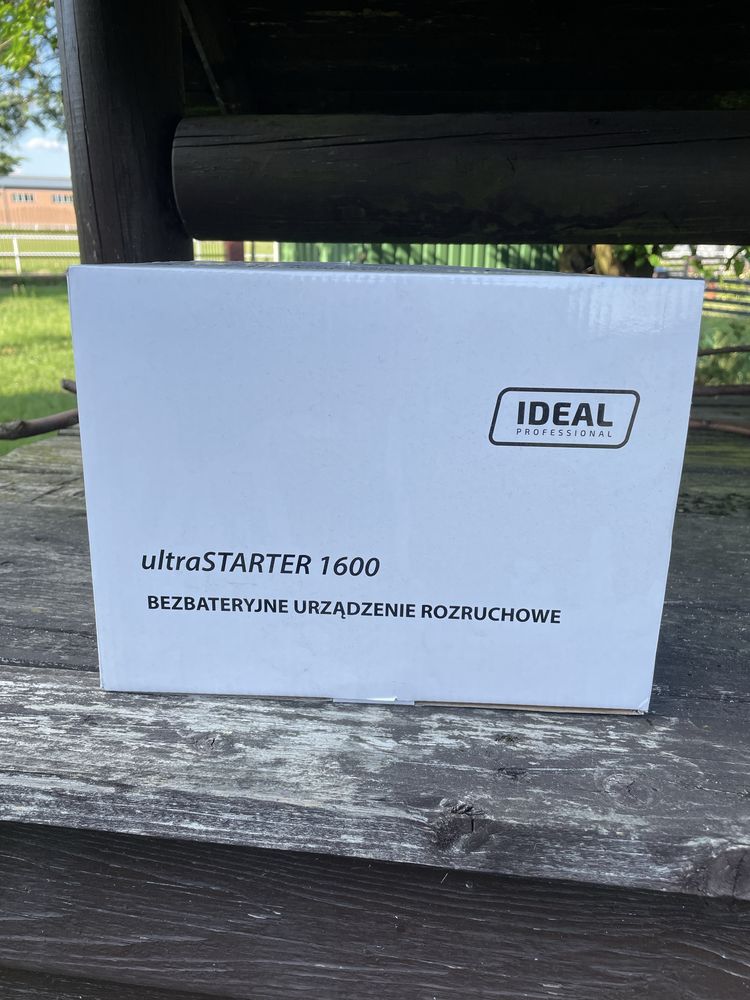 IDEAL
PROFESSIONAL
ultraSTARTER 1600
BEZBATERYJNE URZĄDZENIE ROZRUCHOWE